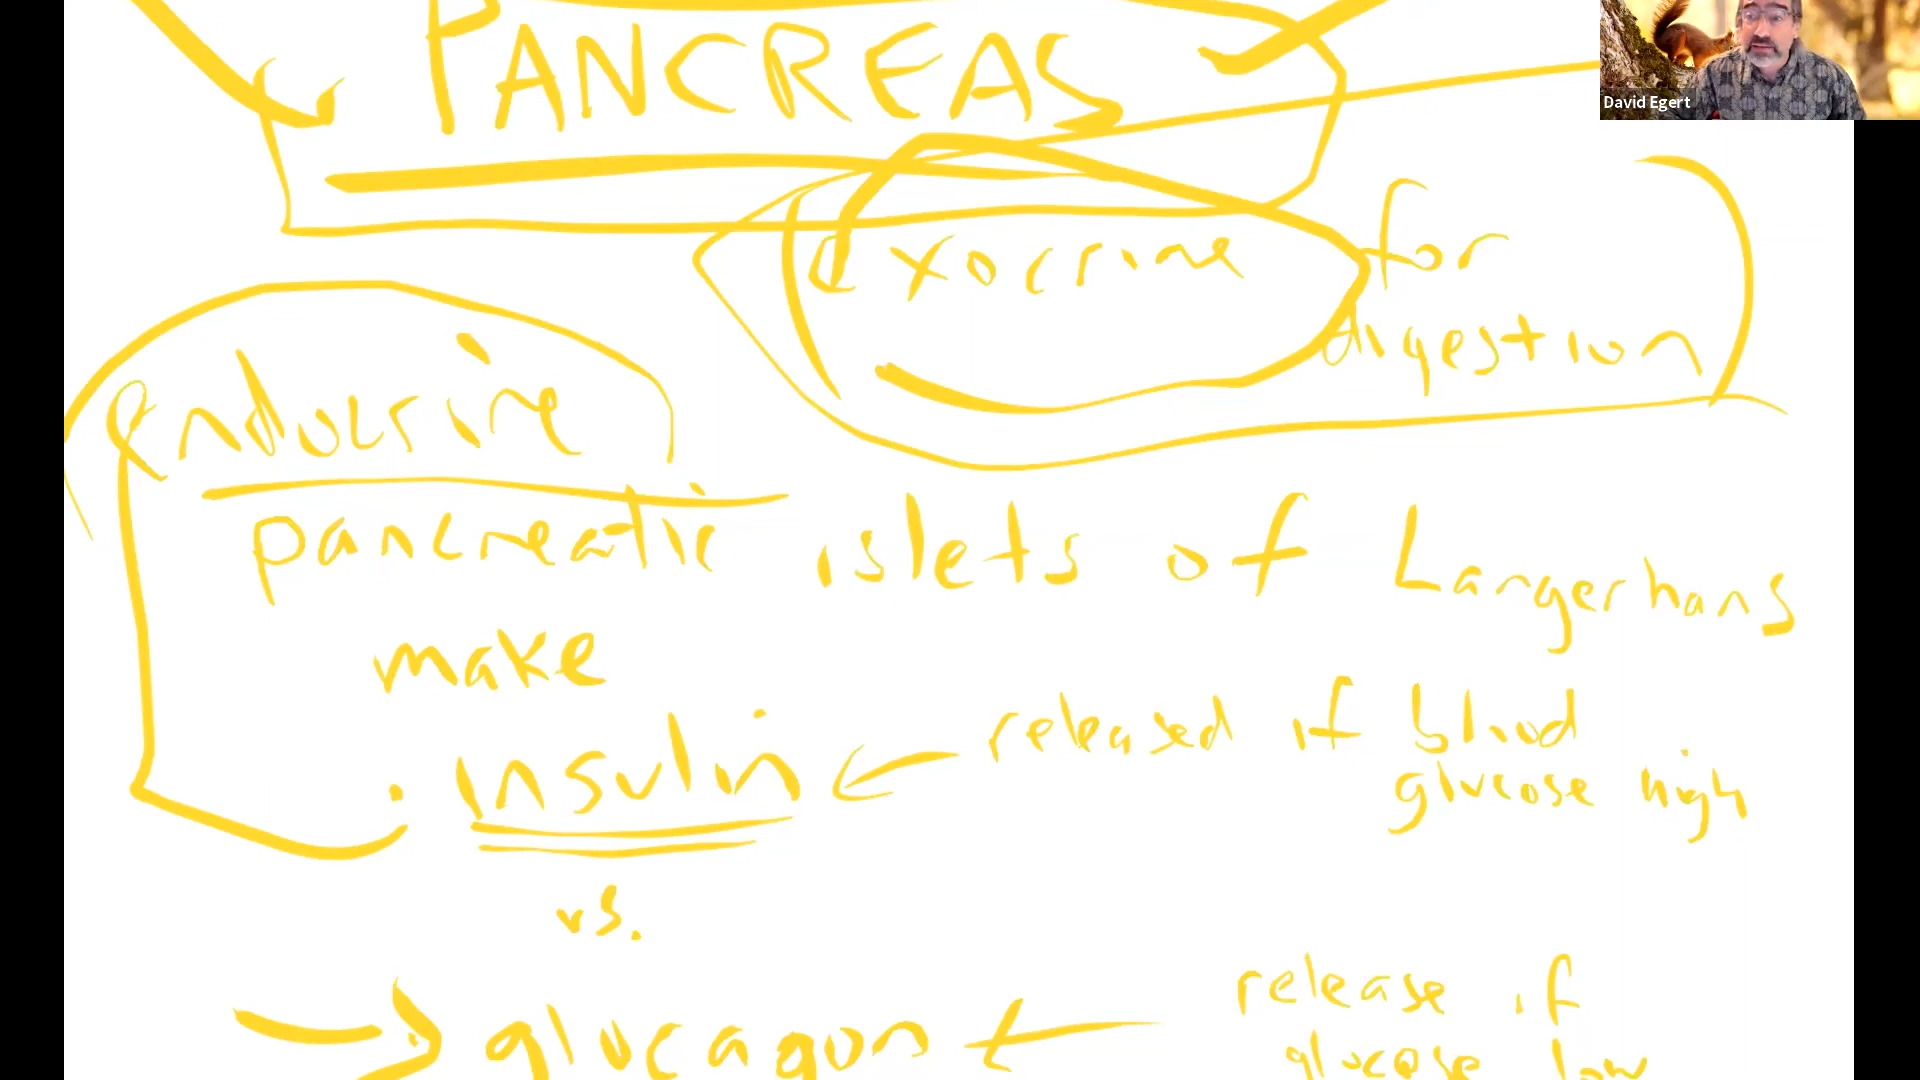 PANCREAS
David Egert
exocrine for
digestion
endocrine
pancreatic islets of Langerhans
make
• insulin ← released if blood
glucose high
vs.
→ glucagon ← release if
glucose low